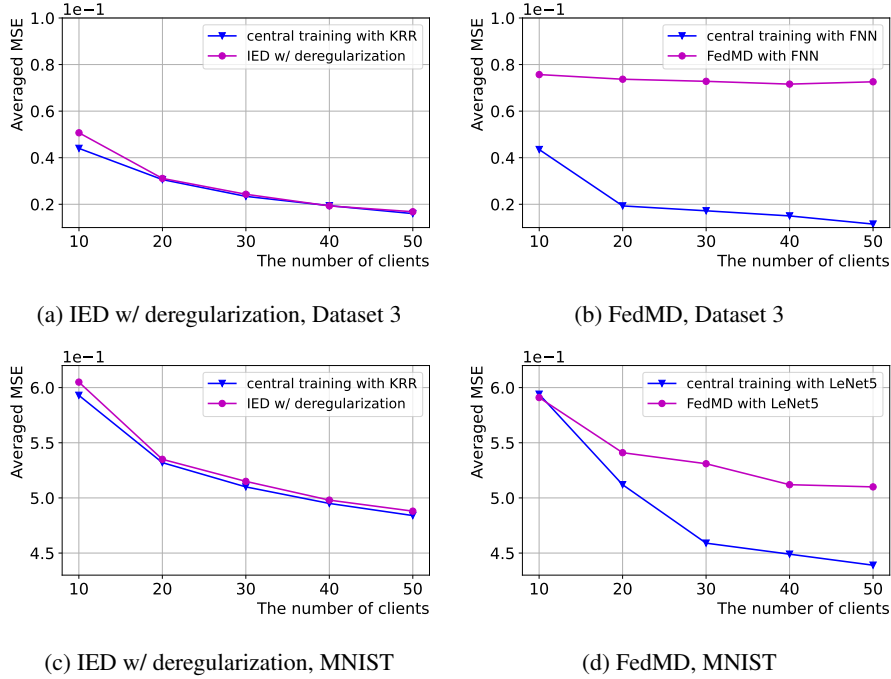 1e−1
central training with KRR
IED w/ deregularization
Averaged MSE
1.0
0.8
0.6
0.4
0.2
10 20 30 40 50
The number of clients
(a) IED w/ deregularization, Dataset 3
1e−1
central training with FNN
FedMD with FNN
Averaged MSE
1.0
0.8
0.6
0.4
0.2
10 20 30 40 50
The number of clients
(b) FedMD, Dataset 3
1e−1
central training with KRR
IED w/ deregularization
Averaged MSE
6.0
5.5
5.0
4.5
10 20 30 40 50
The number of clients
(c) IED w/ deregularization, MNIST
1e−1
central training with LeNet5
FedMD with LeNet5
Averaged MSE
6.0
5.5
5.0
4.5
10 20 30 40 50
The number of clients
(d) FedMD, MNIST